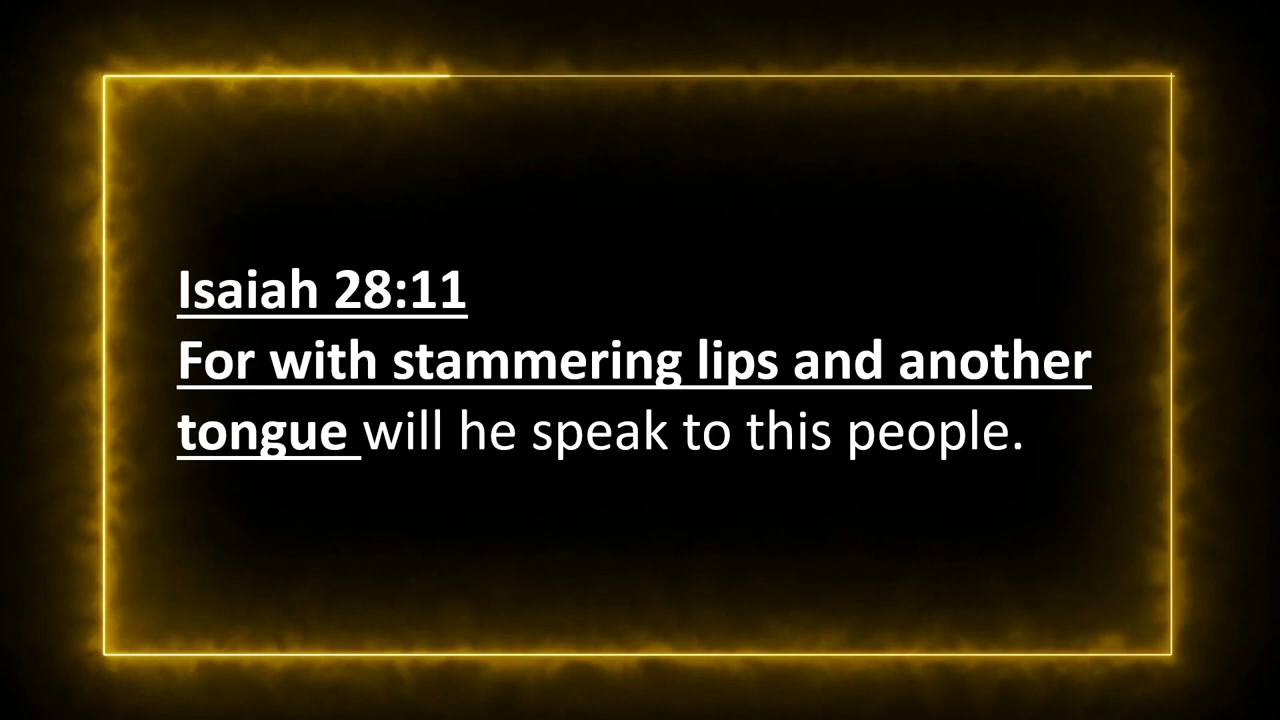 Isaiah 28:11
For with stammering lips and another
tongue will he speak to this people.